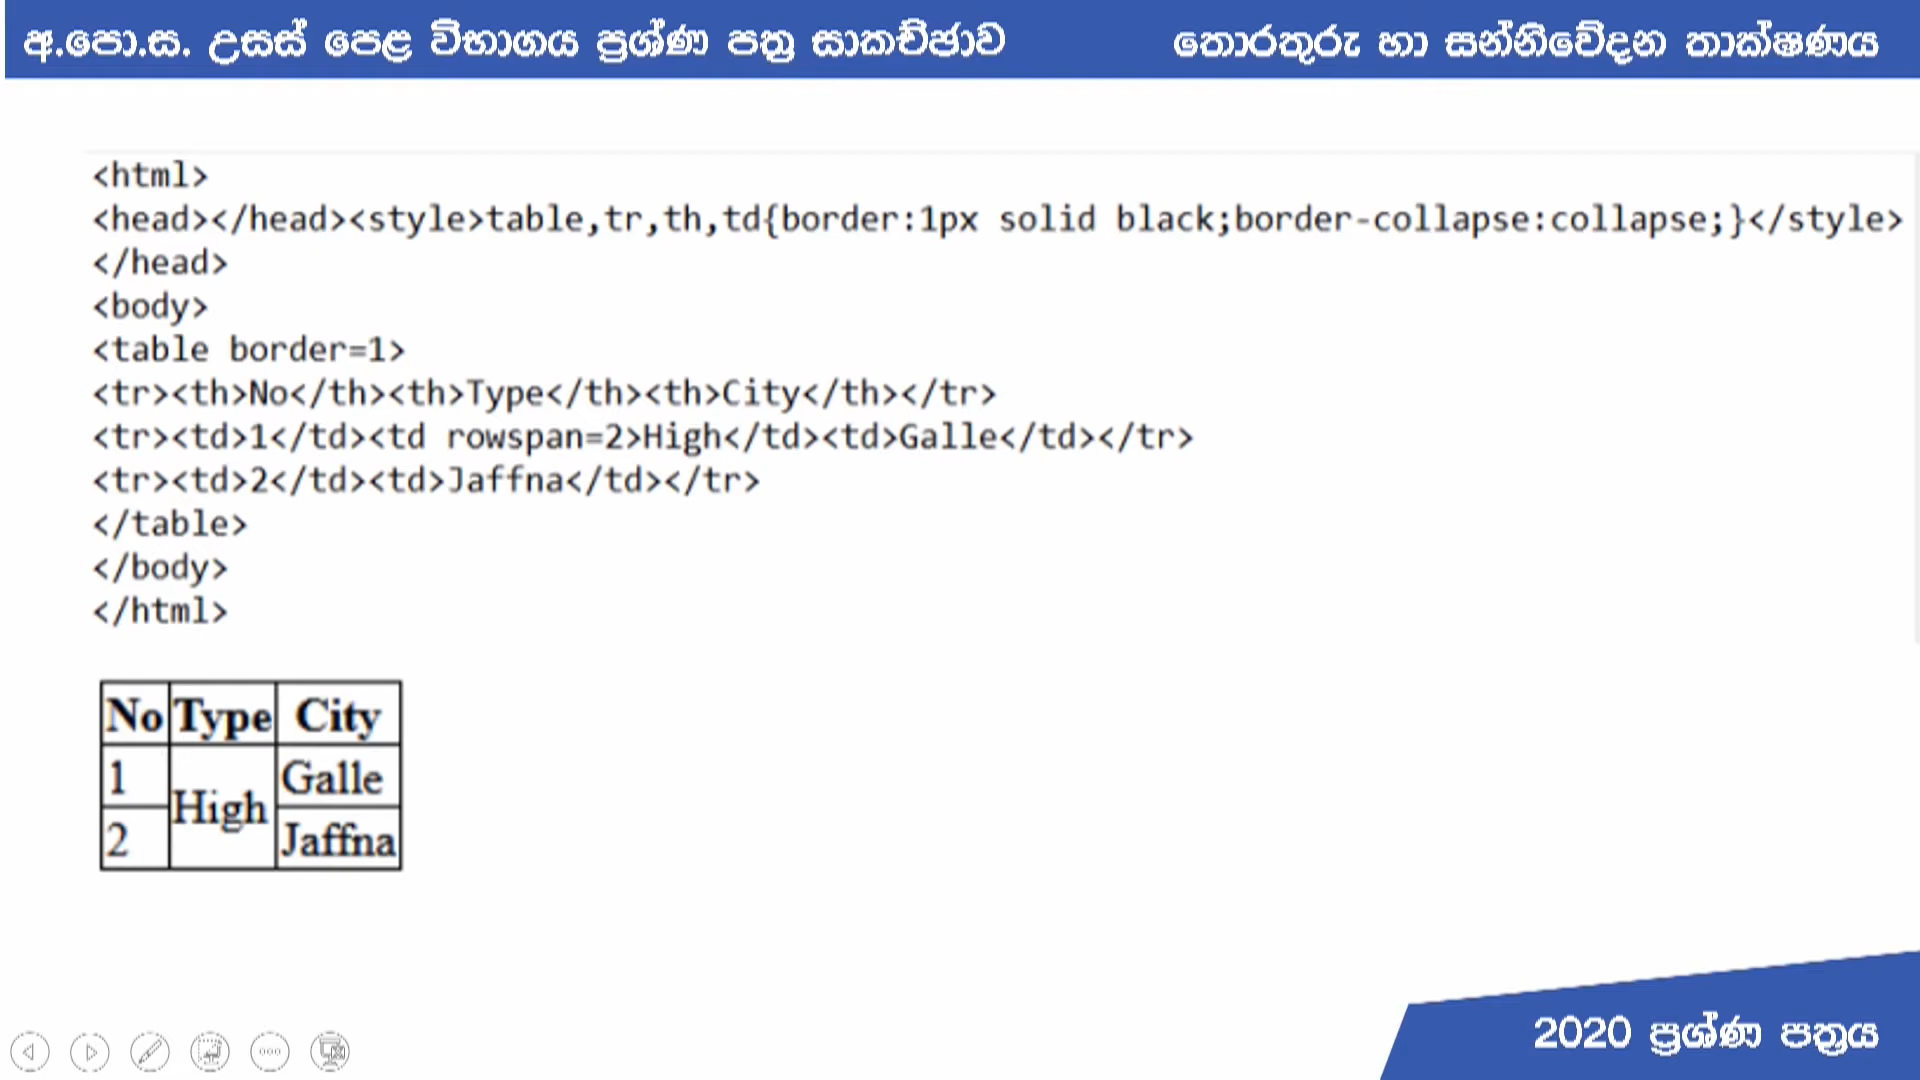 අ.පො.ස. උසස් පෙළ විභාගය ප්‍රශ්ණ පත්‍ර සාකච්ඡාව
තොරතුරු හා සන්නිවේදන තාක්ෂණය
<html>
<head></head><style>table,tr,th,td{border:1px solid black;border-collapse:collapse;}</style>
</head>
<body>
<table border=1>
<tr><th>No</th><th>Type</th><th>City</th></tr>
<tr><td>1</td><td rowspan=2>High</td><td>Galle</td></tr>
<tr><td>2</td><td>Jaffna</td></tr>
</table>
</body>
</html>
No Type City
1 High Galle
2 Jaffna
2020 ප්‍රශ්ණ පත්‍රය